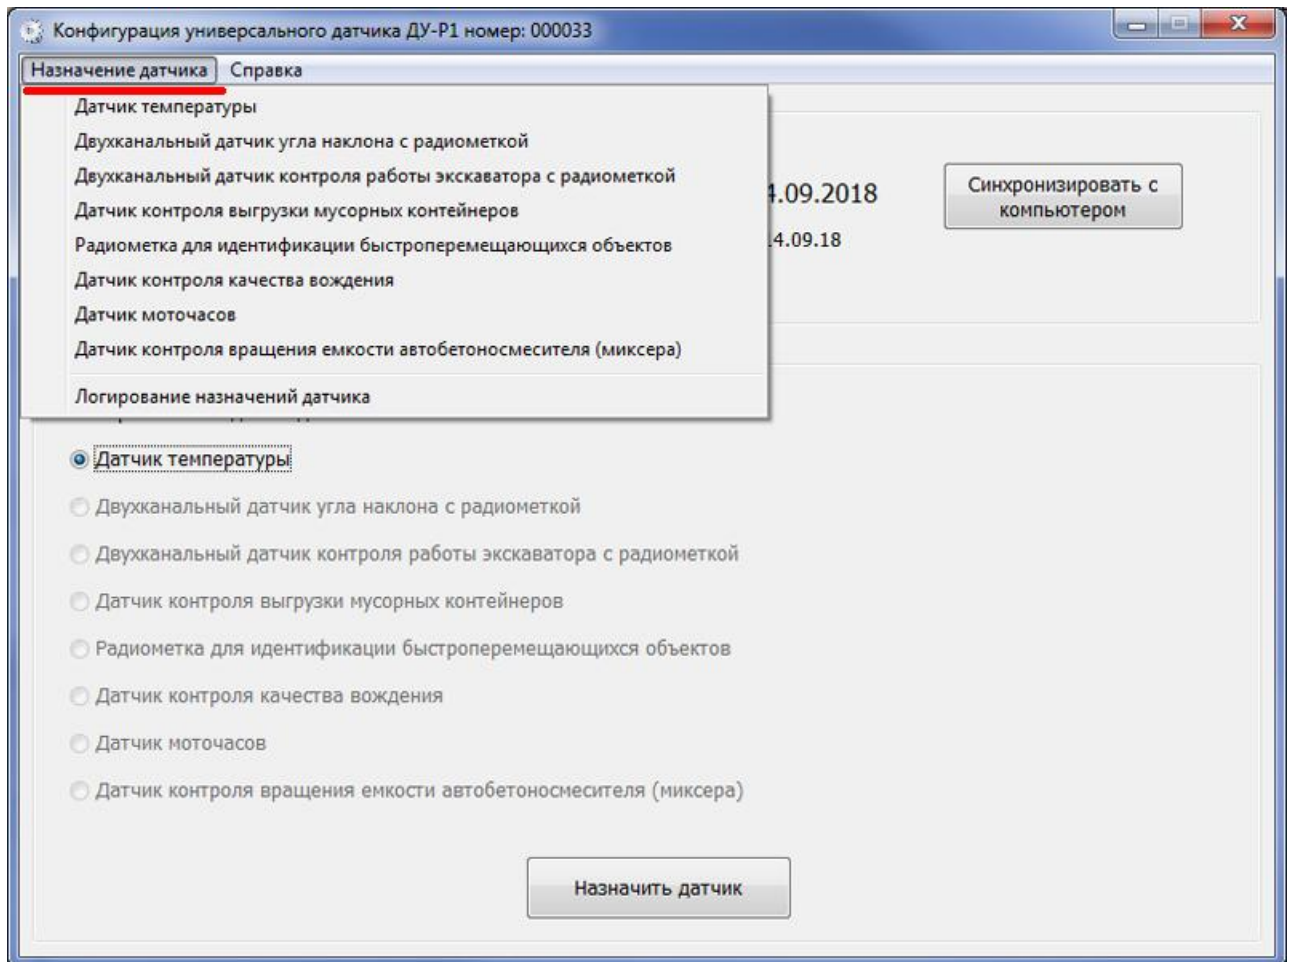 Конфигурация универсального датчика ДУ-Р1 номер: 000033
Назначение датчика Справка
Датчик температуры
Двухканальный датчик угла наклона с радиометкой
Двухканальный датчик контроля работы экскаватора с радиометкой
Датчик контроля выгрузки мусорных контейнеров
Радиометка для идентификации быстроперемещающихся объектов
Датчик контроля качества вождения
Датчик моточасов
Датчик контроля вращения емкости автобетоносмесителя (миксера)
Логирование назначений датчика
4.09.2018
4.09.18
Синхронизировать с
компьютером
Датчик температуры
Двухканальный датчик угла наклона с радиометкой
Двухканальный датчик контроля работы экскаватора с радиометкой
Датчик контроля выгрузки мусорных контейнеров
Радиометка для идентификации быстроперемещающихся объектов
Датчик контроля качества вождения
Датчик моточасов
Датчик контроля вращения емкости автобетоносмесителя (миксера)
Назначить датчик